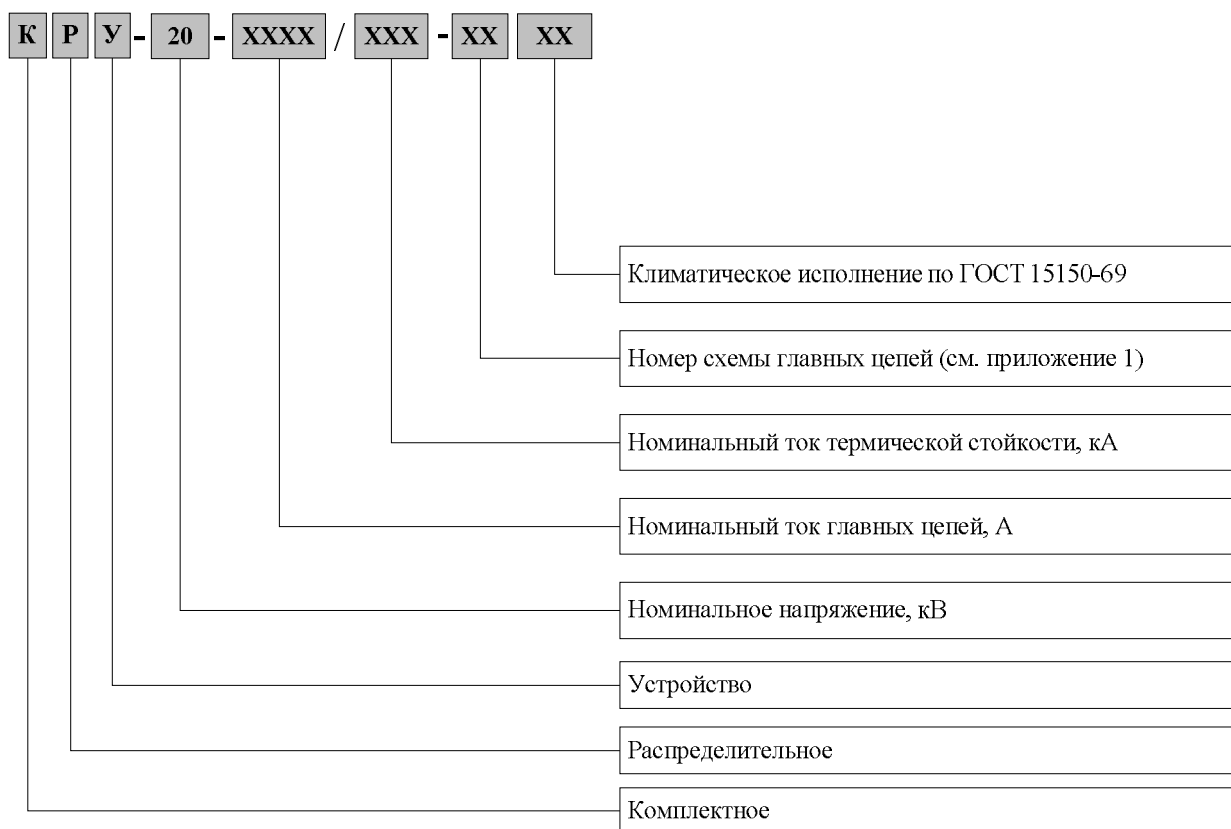 К Р У - 20 - XXXX / XXX - XX XX
Климатическое исполнение по ГОСТ 15150-69
Номер схемы главных цепей (см. приложение 1)
Номинальный ток термической стойкости, кА
Номинальный ток главных цепей, А
Номинальное напряжение, кВ
Устройство
Распределительное
Комплектное